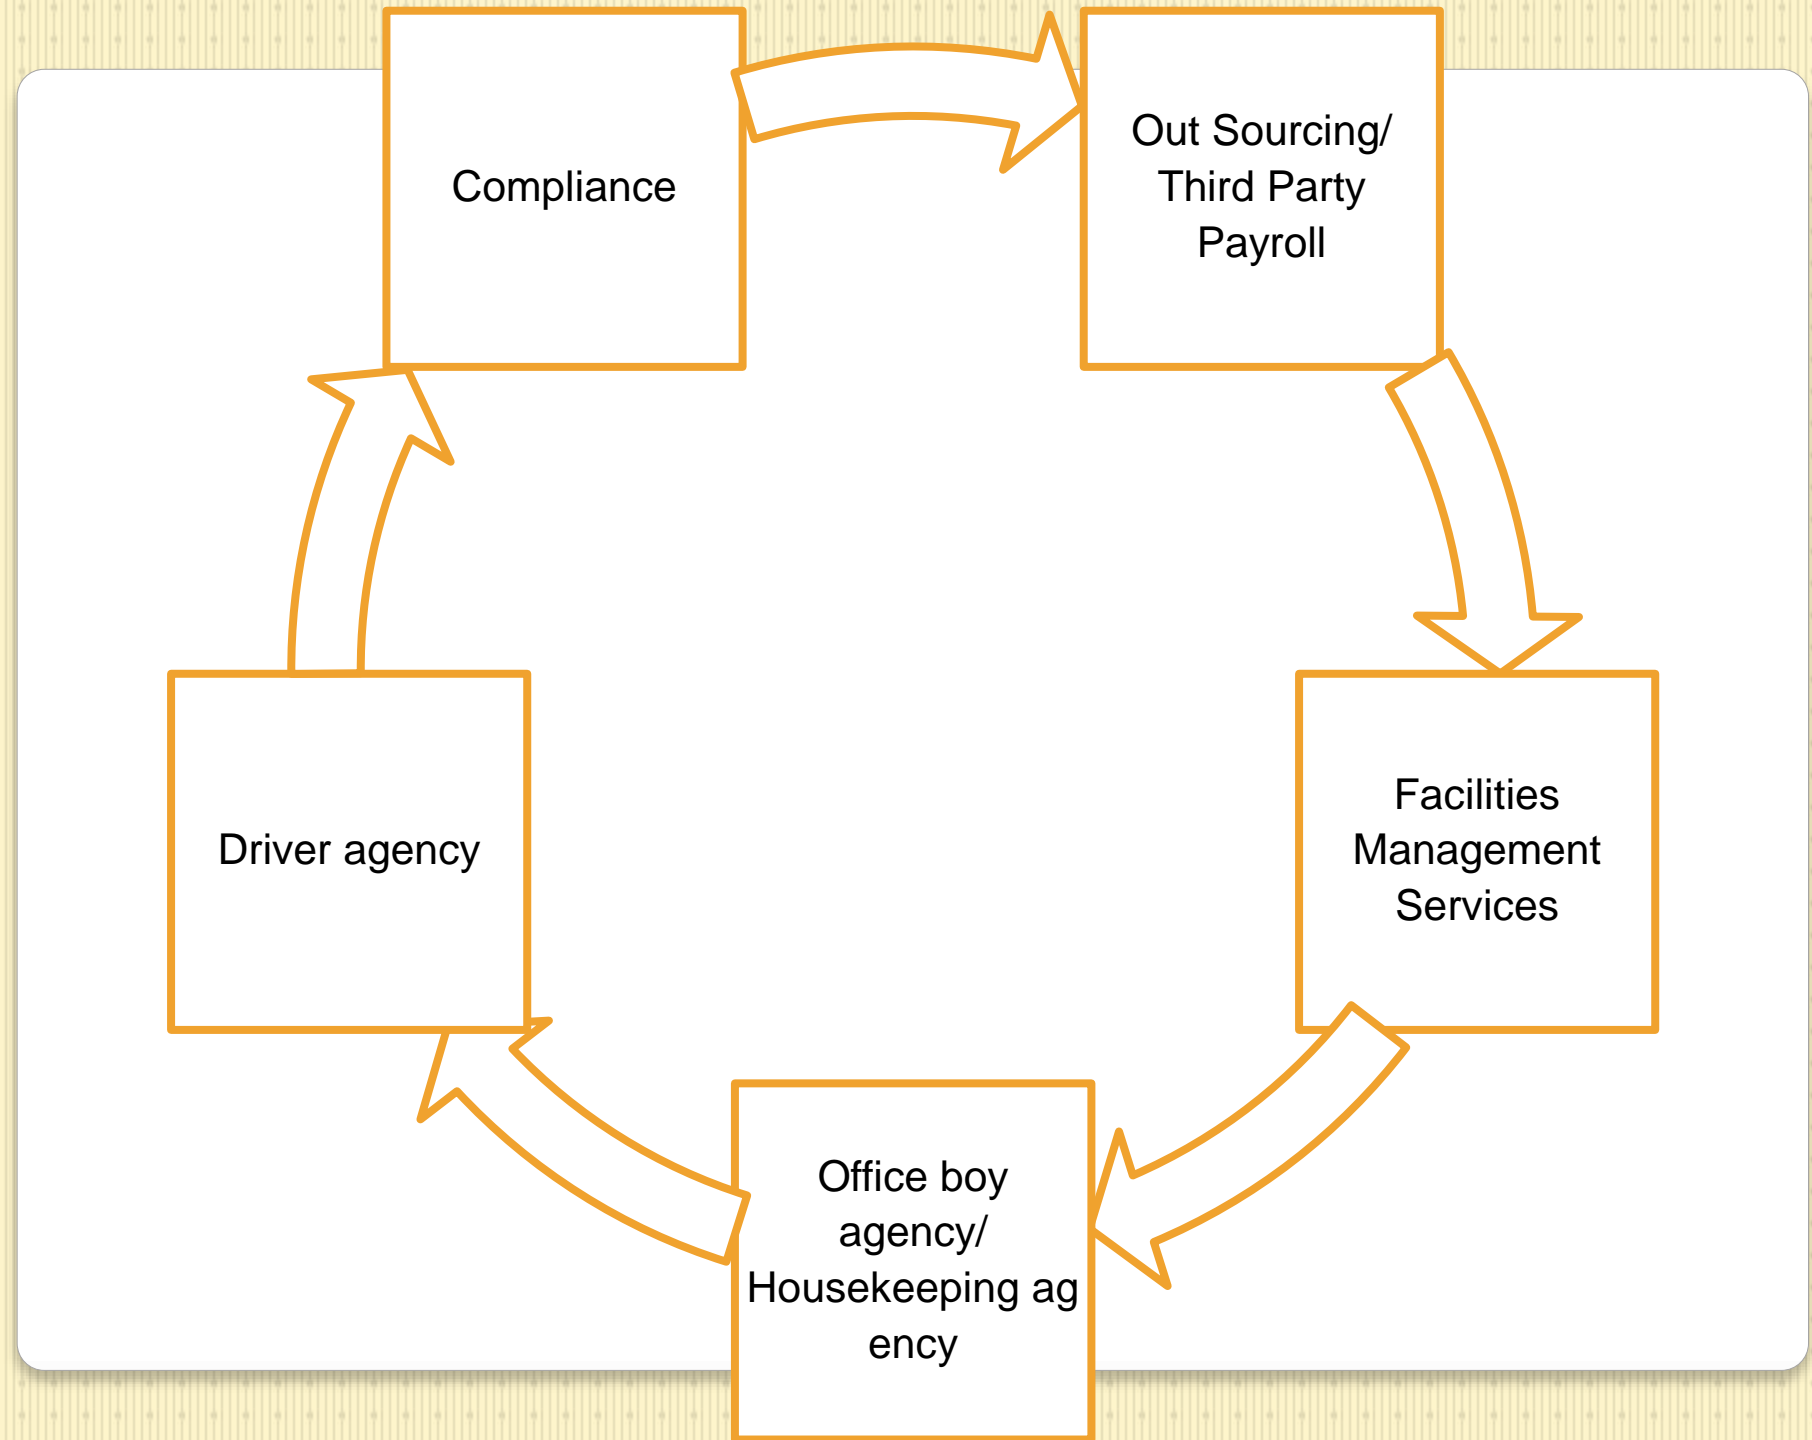 Compliance
Out Sourcing/
Third Party
Payroll
Facilities
Management
Services
Office boy
agency/
Housekeeping ag
ency
Driver agency